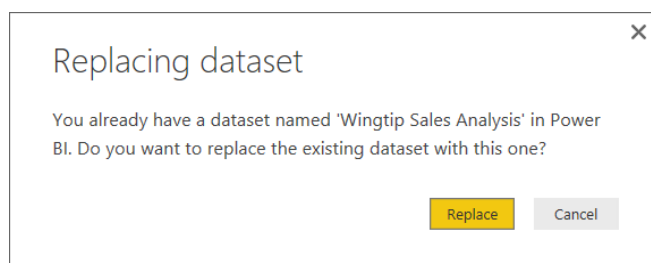 Replacing dataset
You already have a dataset named 'Wingtip Sales Analysis' in Power
BI. Do you want to replace the existing dataset with this one?
Replace Cancel